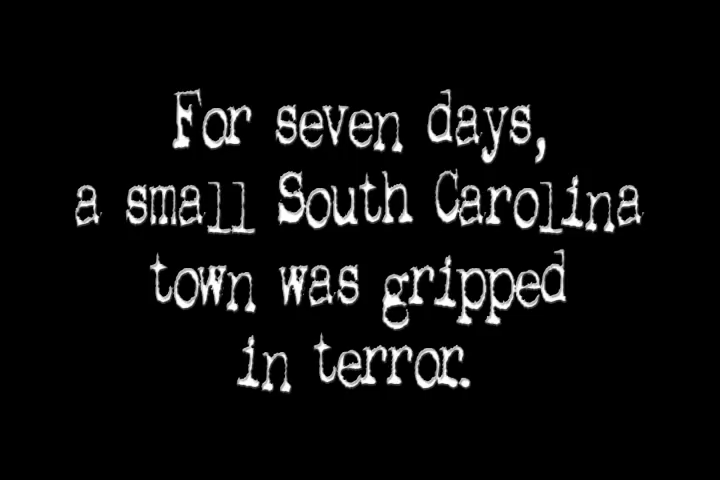 For seven days,
a small South Carolina
town was gripped
in terror.